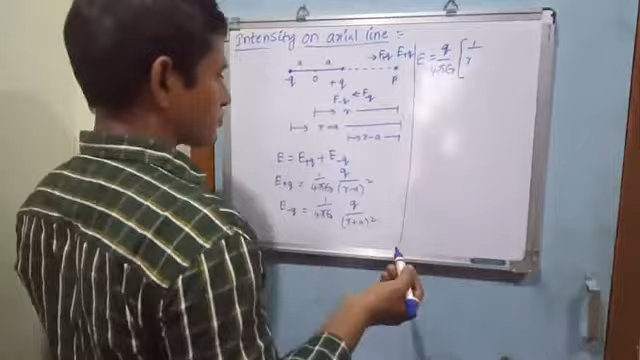 Intensity on axial line :-
a a → F+q E+q
-q o +q P
F-q ← Eq
r
r+a
r-a
E = E+q + E-q
E+q = 1/4πε0 q/(r-a)²
E-q = 1/4πε0 q/(r+a)²
E = q/4πε0 [ 1/r